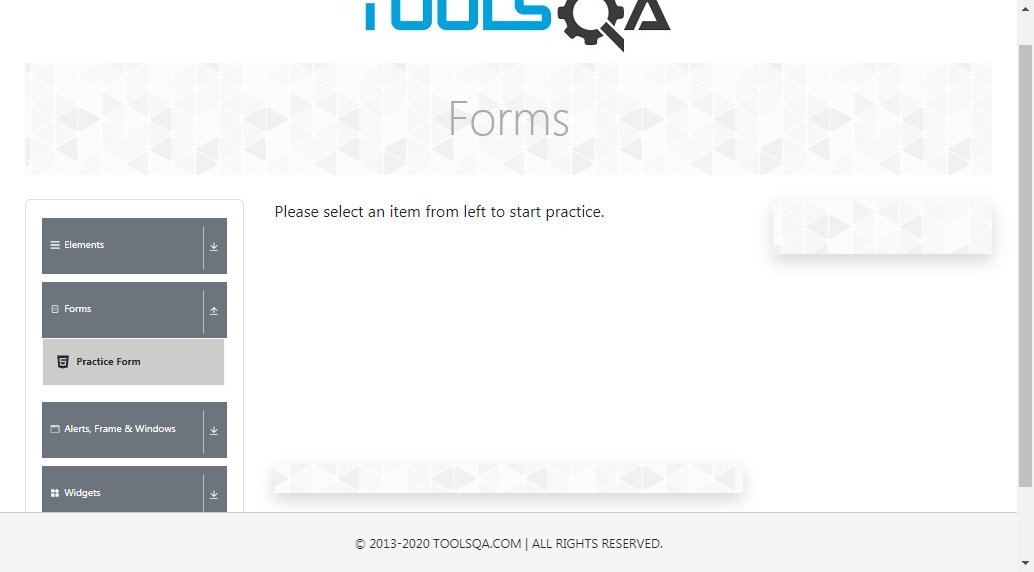 TOOLSQA
Forms
Please select an item from left to start practice.
Elements
Forms
Practice Form
Alerts, Frame & Windows
Widgets
© 2013-2020 TOOLSQA.COM | ALL RIGHTS RESERVED.